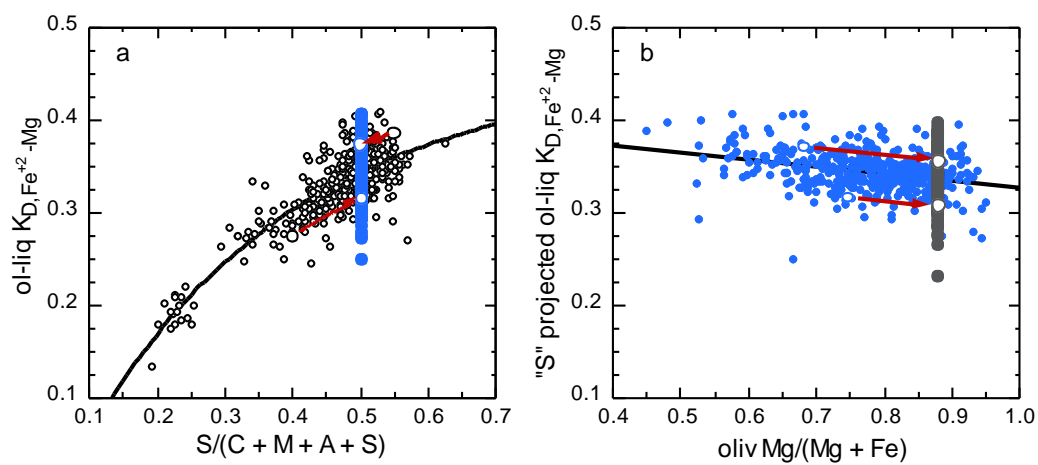 a
ol-liq K_D,Fe⁺²-Mg
0.5
0.4
0.3
0.2
0.1
0.1 0.2 0.3 0.4 0.5 0.6 0.7
S/(C + M + A + S)
b
"S" projected ol-liq K_D,Fe⁺²-Mg
0.5
0.4
0.3
0.2
0.1
0.4 0.5 0.6 0.7 0.8 0.9 1.0
oliv Mg/(Mg + Fe)